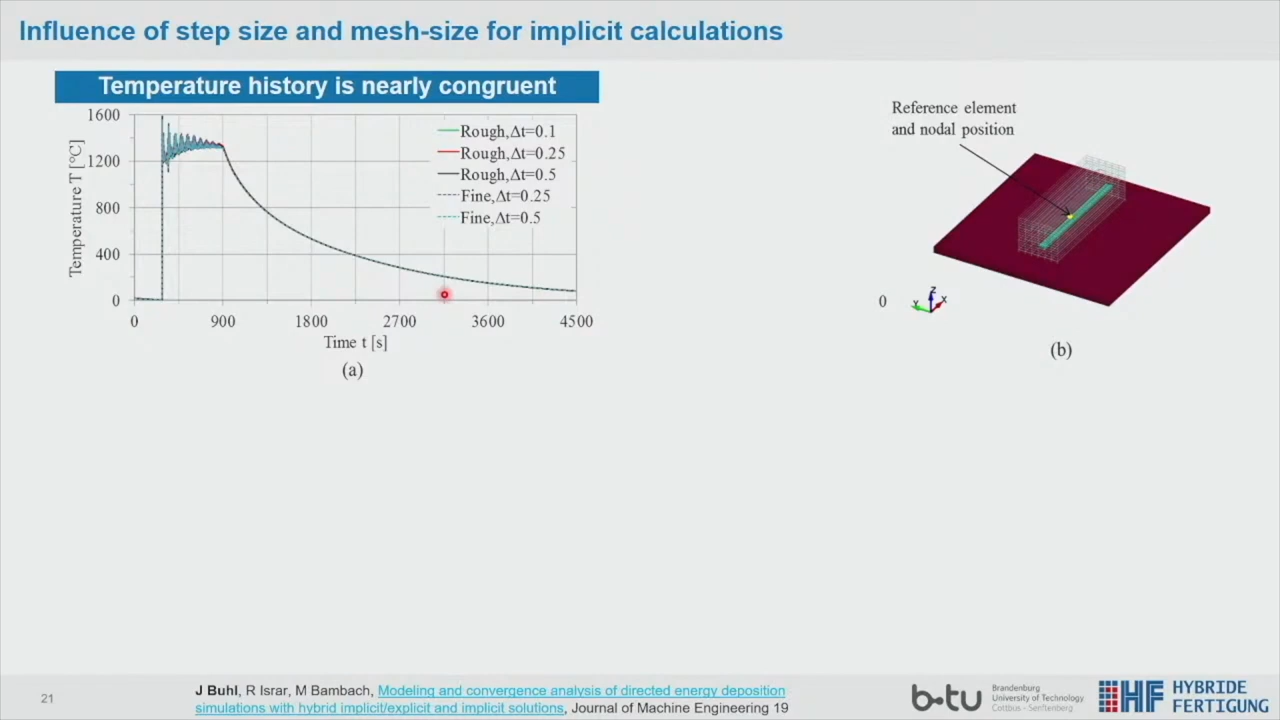 Influence of step size and mesh-size for implicit calculations
Temperature history is nearly congruent
Temperature T [°C]
1600
1200
800
400
0
0
900
1800
2700
3600
4500
Time t [s]
(a)
Rough,Δt=0.1
Rough,Δt=0.25
Rough,Δt=0.5
Fine,Δt=0.25
Fine,Δt=0.5
Reference element
and nodal position
0
Y
Z
X
(b)
21
J Buhl, R Israr, M Bambach, Modeling and convergence analysis of directed energy deposition
simulations with hybrid implicit/explicit and implicit solutions, Journal of Machine Engineering 19
b-tu
Brandenburg
University of Technology
Cottbus - Senftenberg
HF
HYBRIDE
FERTIGUNG